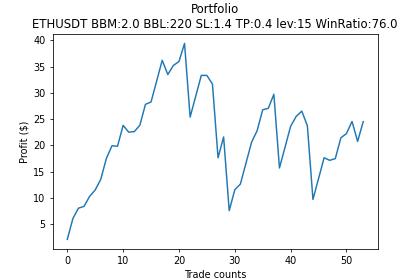 Portfolio
ETHUSDT BBM:2.0 BBL:220 SL:1.4 TP:0.4 lev:15 WinRatio:76.0
40
35
30
25
20
15
10
5
Profit ($)
0 10 20 30 40 50
Trade counts